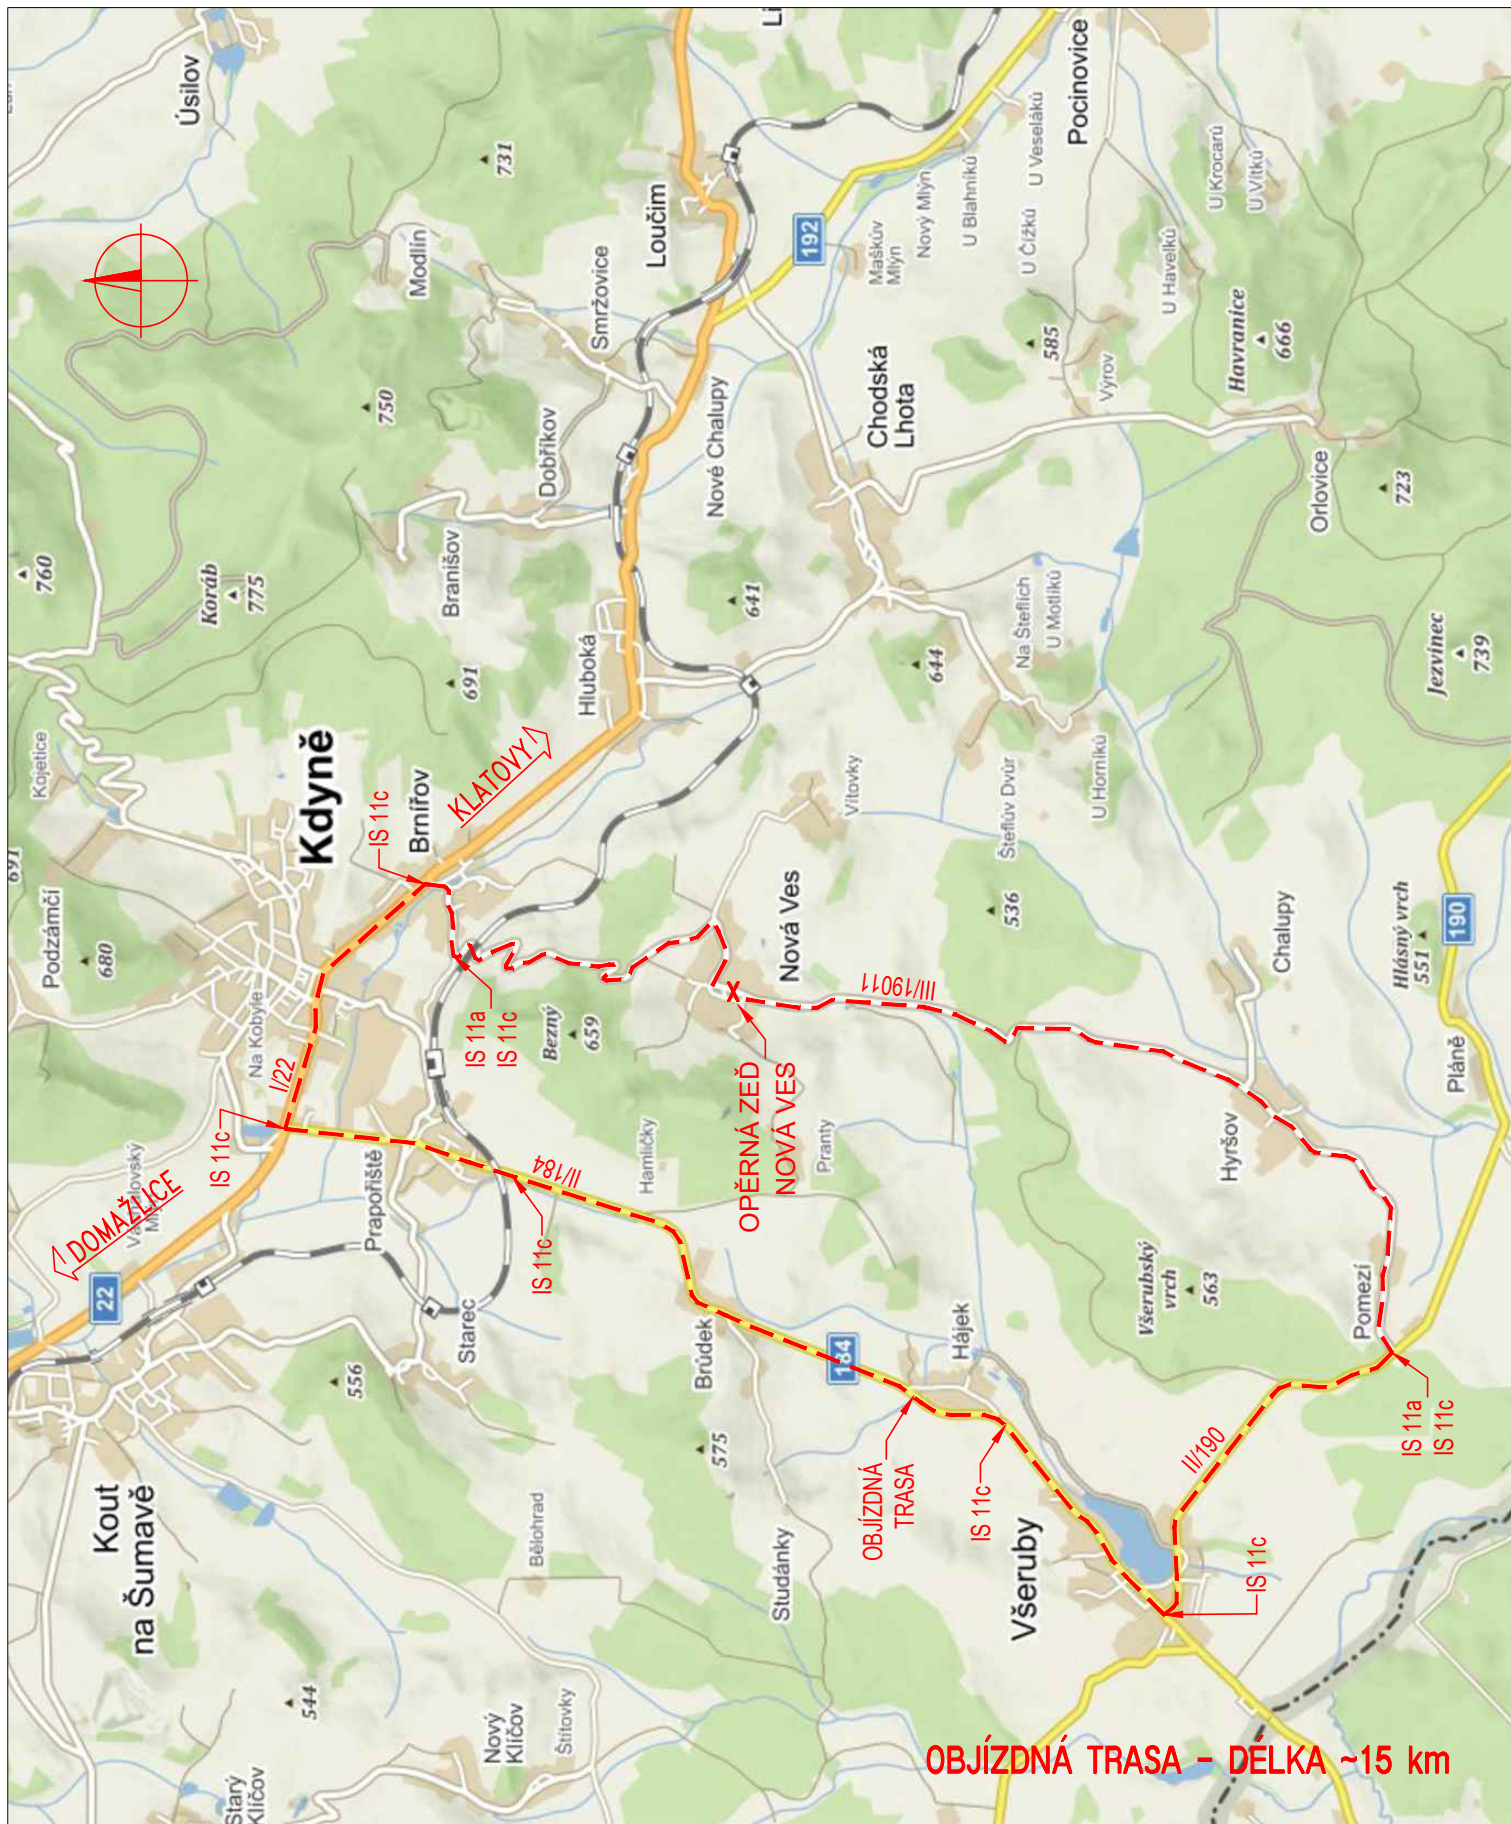 Úsilov
760
Koráb
775
750
731
Modlín
Smržovice
Loučim
Dobříkov
Branišov
691
Hluboká
Nové Chalupy
192
Maškův
Mlýn
Nový Mlýn
U Blahníků
U Čížků
U Veseláků
Pocinovice
U Krocarů
U Vítků
U Havelků
Havranice
666
585
Výrov
Chodská
Lhota
Orlovice
723
641
644
Na Šteflích
U Motlíků
Jezvinec
739
Kojetice
Kdyně
Brnířov
KLATOVY
IS 11c
691
Podzámčí
680
Na Kobyle
I/22
IS 11c
IS 11a
IS 11c
Bezný
659
Nová Ves
Vítovky
Šteflův Dvůr
U Horníků
536
III/19011
OPĚRNÁ ZEĎ
NOVÁ VES
Chalupy
Hlásný vrch
551
190
Pláně
Hyršov
DOMAŽLICE
22
Prapořiště
II/184
IS 11c
Hamličky
Pranty
Starec
Brůdek
184
Hájek
Všerubský
vrch
563
Pomezí
IS 11a
IS 11c
556
575
OBJÍZDNÁ
TRASA
IS 11c
II/190
Kout
na Šumavě
Bělohrad
Studánky
Všeruby
IS 11c
544
Nový
Klíčov
Štítovky
Starý
Klíčov
OBJÍZDNÁ TRASA - DÉLKA ~15 km